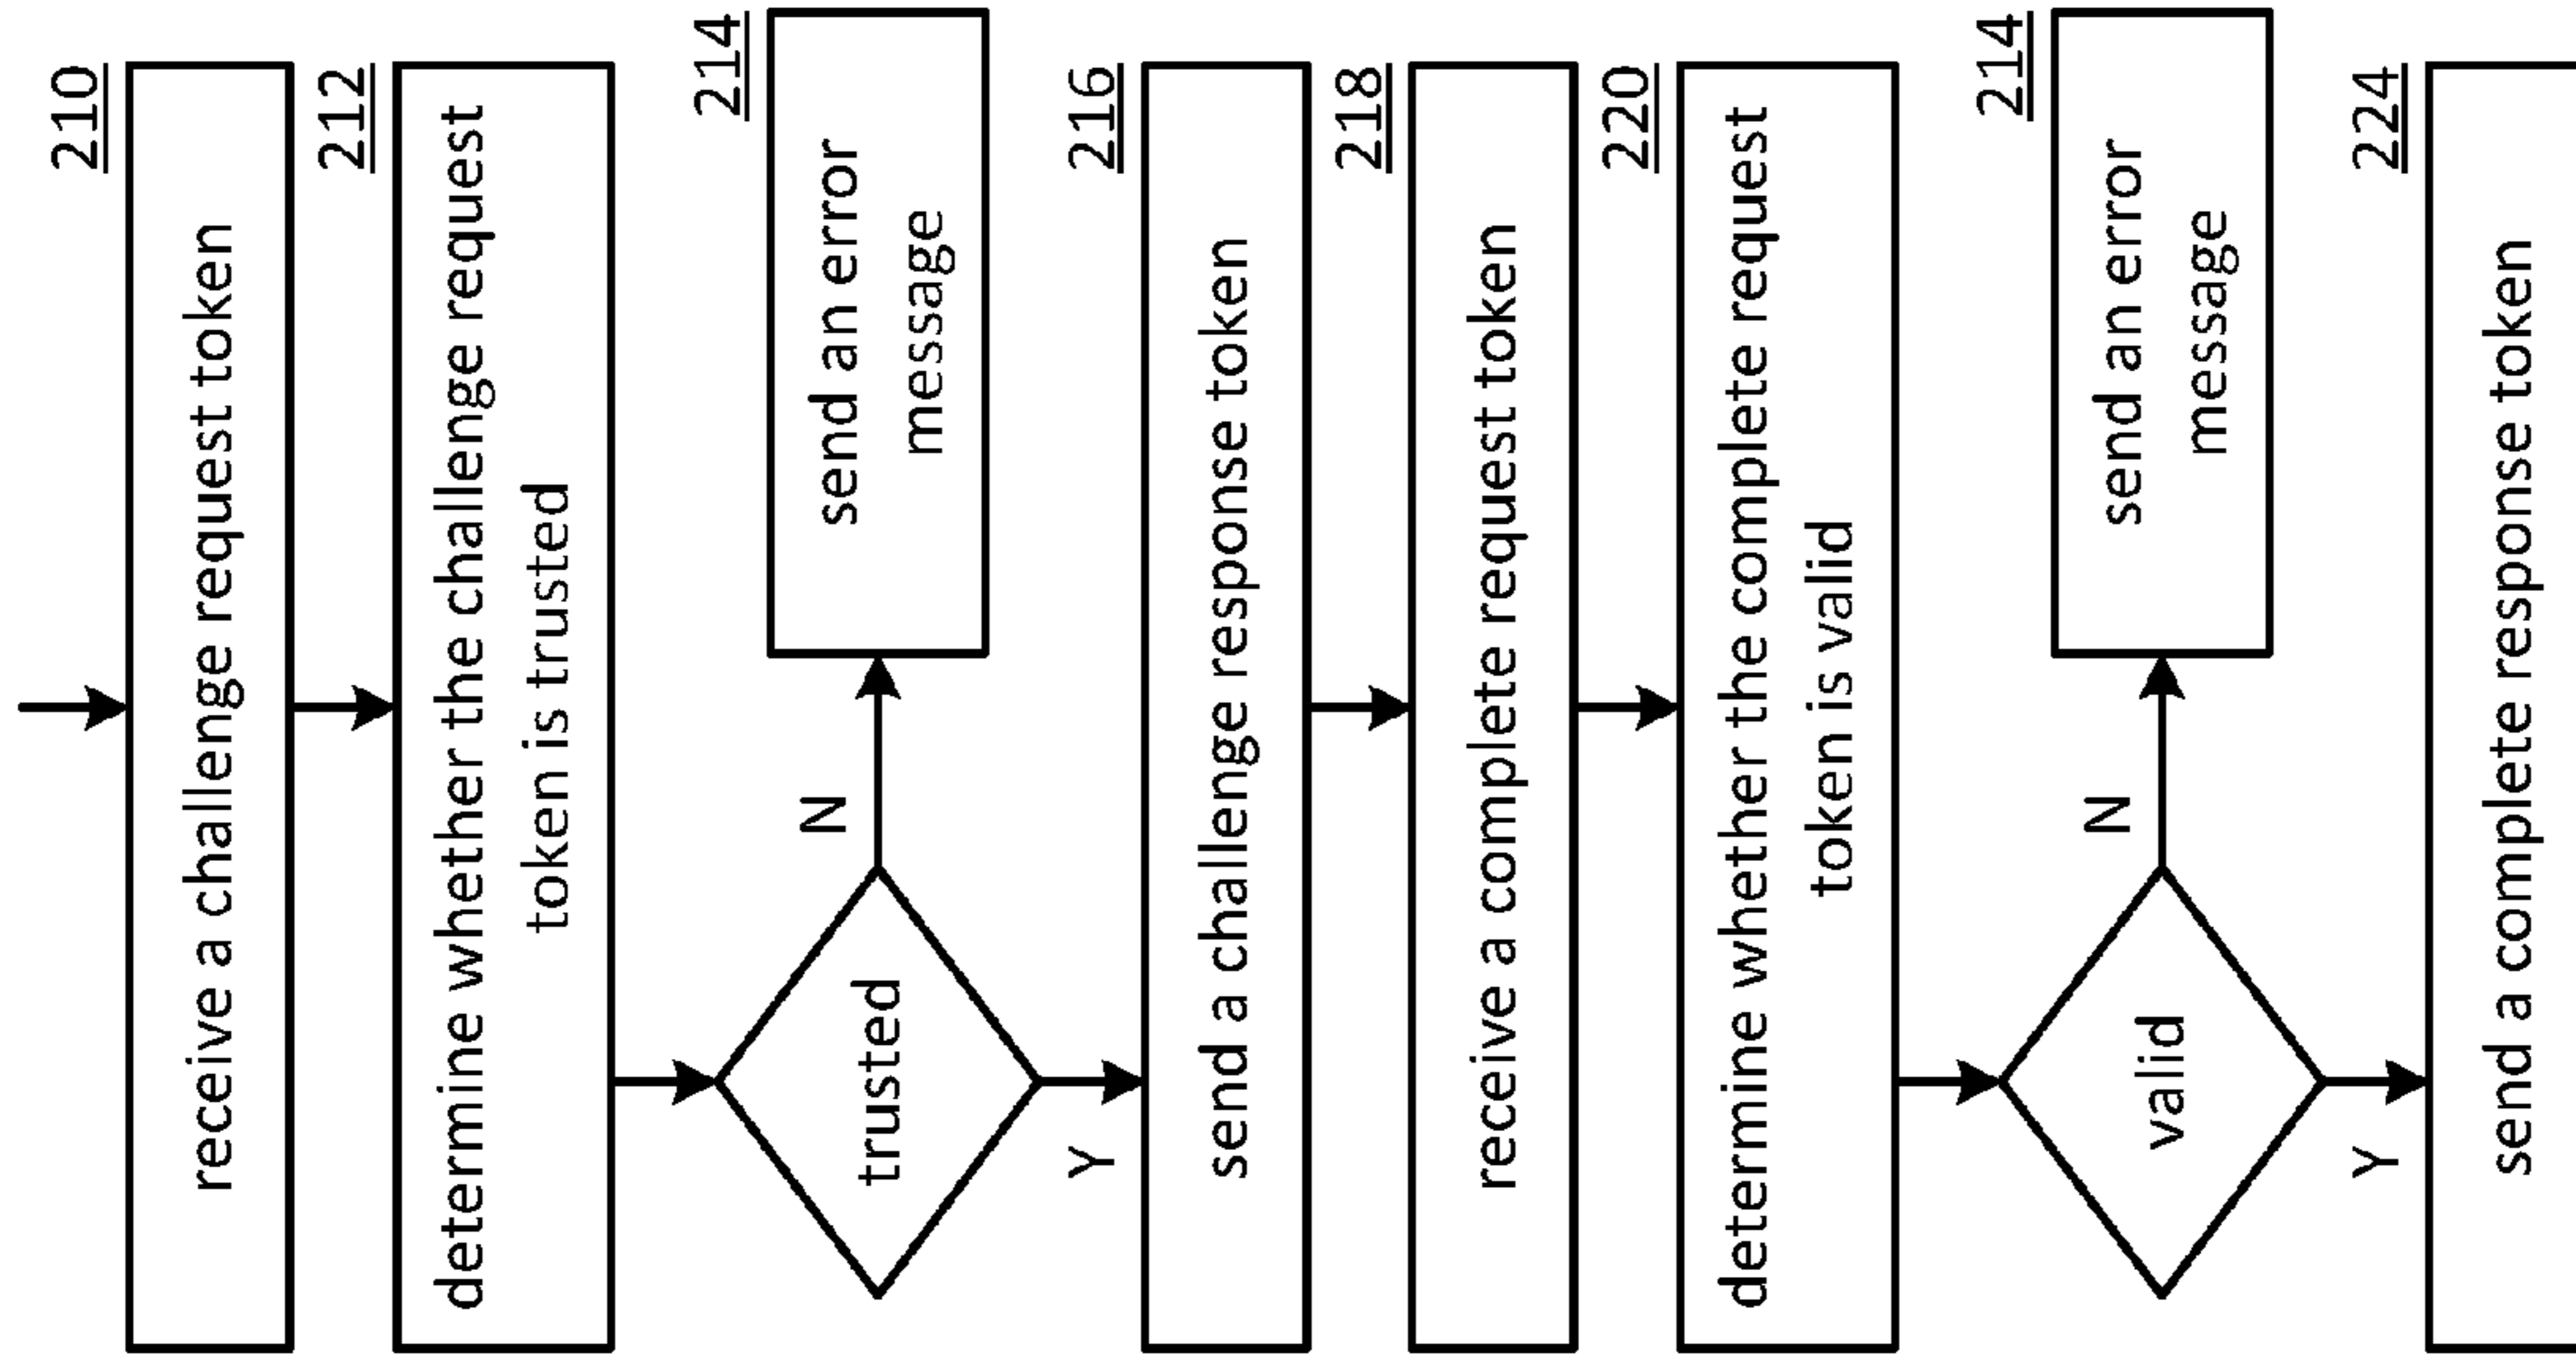 210
receive a challenge request token
212
determine whether the challenge request
token is trusted
trusted
N
214
send an error
message
Y
216
send a challenge response token
218
receive a complete request token
220
determine whether the complete request
token is valid
valid
N
214
send an error
message
Y
224
send a complete response token